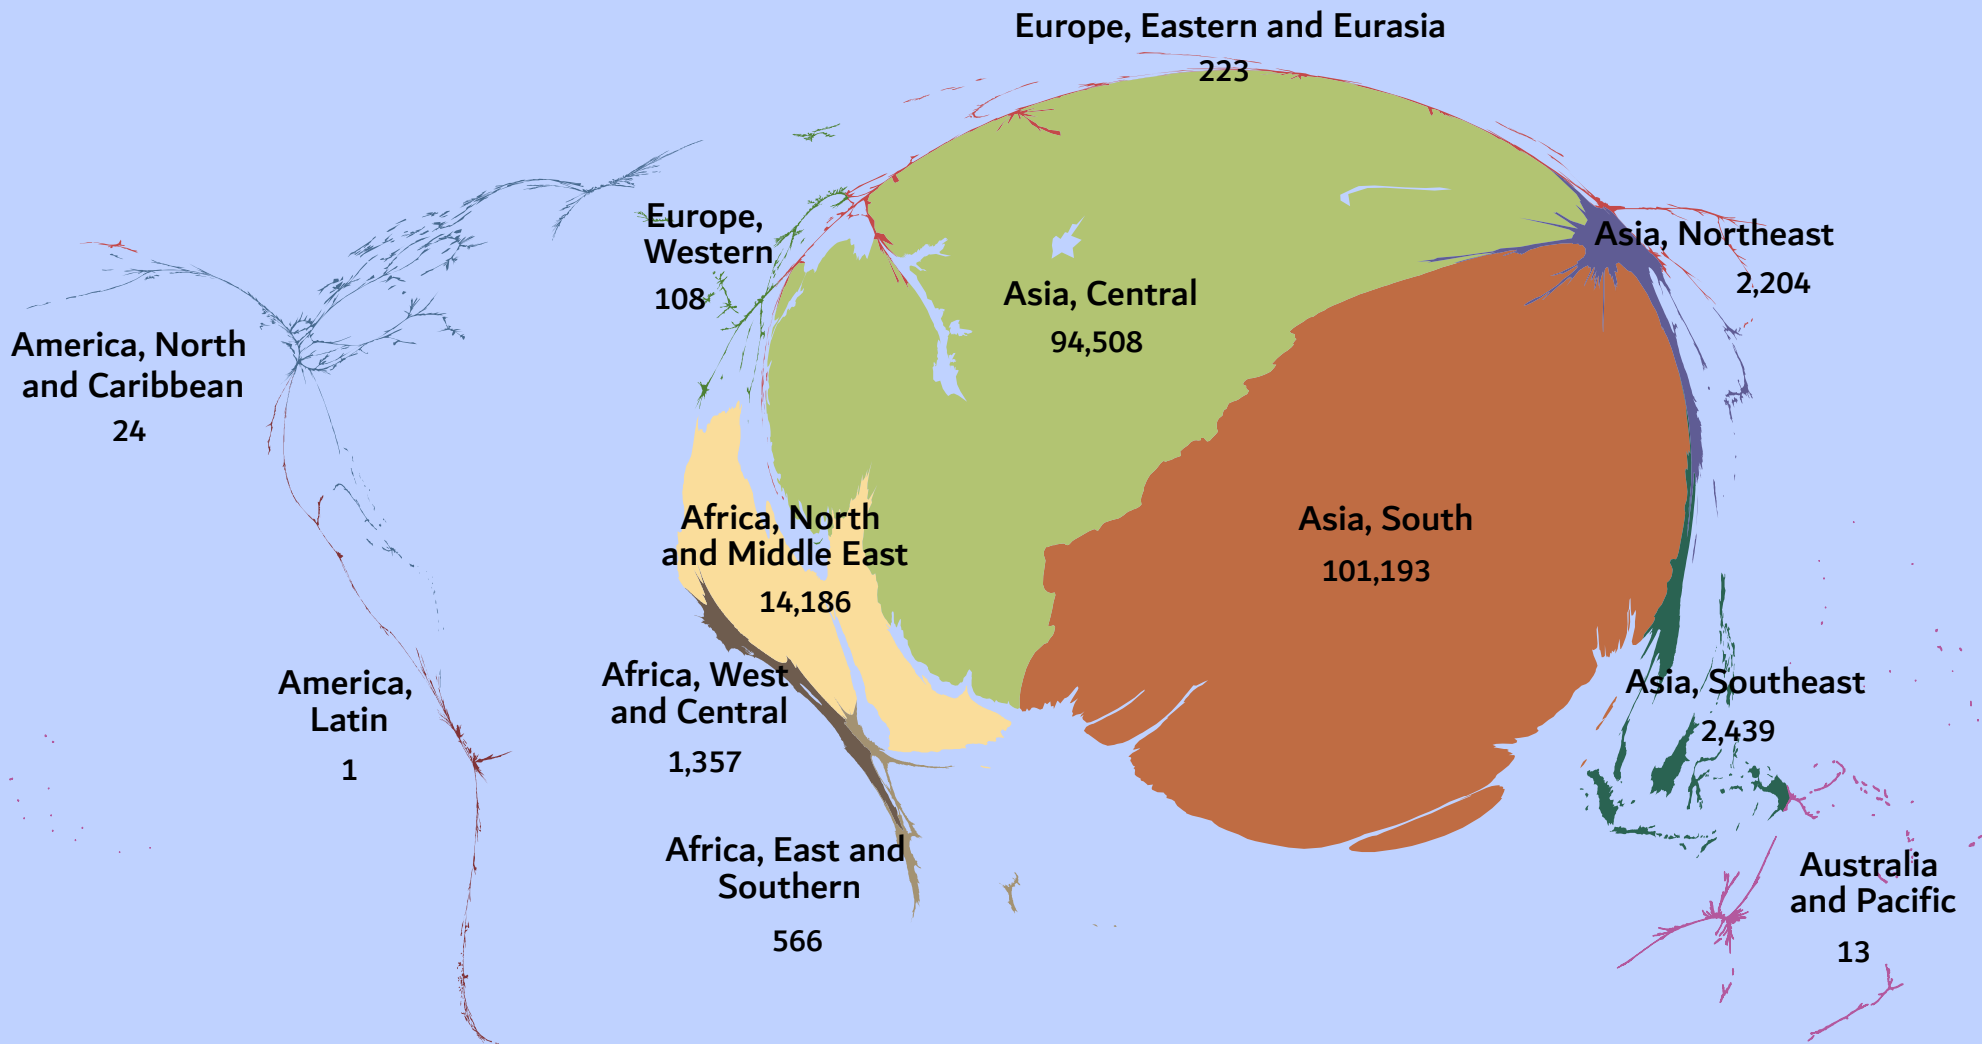 Europe, Eastern and Eurasia
223
Europe,
Western
108
Asia, Northeast
2,204
Asia, Central
94,508
America, North
and Caribbean
24
Africa, North
and Middle East
14,186
Asia, South
101,193
America,
Latin
1
Africa, West
and Central
1,357
Asia, Southeast
2,439
Africa, East and
Southern
566
Australia
and Pacific
13